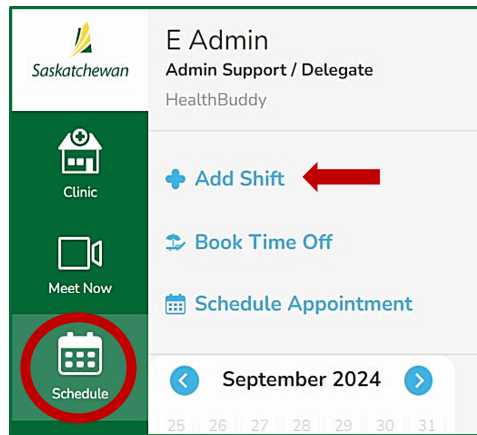 Saskatchewan
Clinic
Meet Now
Schedule
E Admin
Admin Support / Delegate
HealthBuddy
Add Shift
Book Time Off
Schedule Appointment
September 2024
25 26 27 28 29 30 31